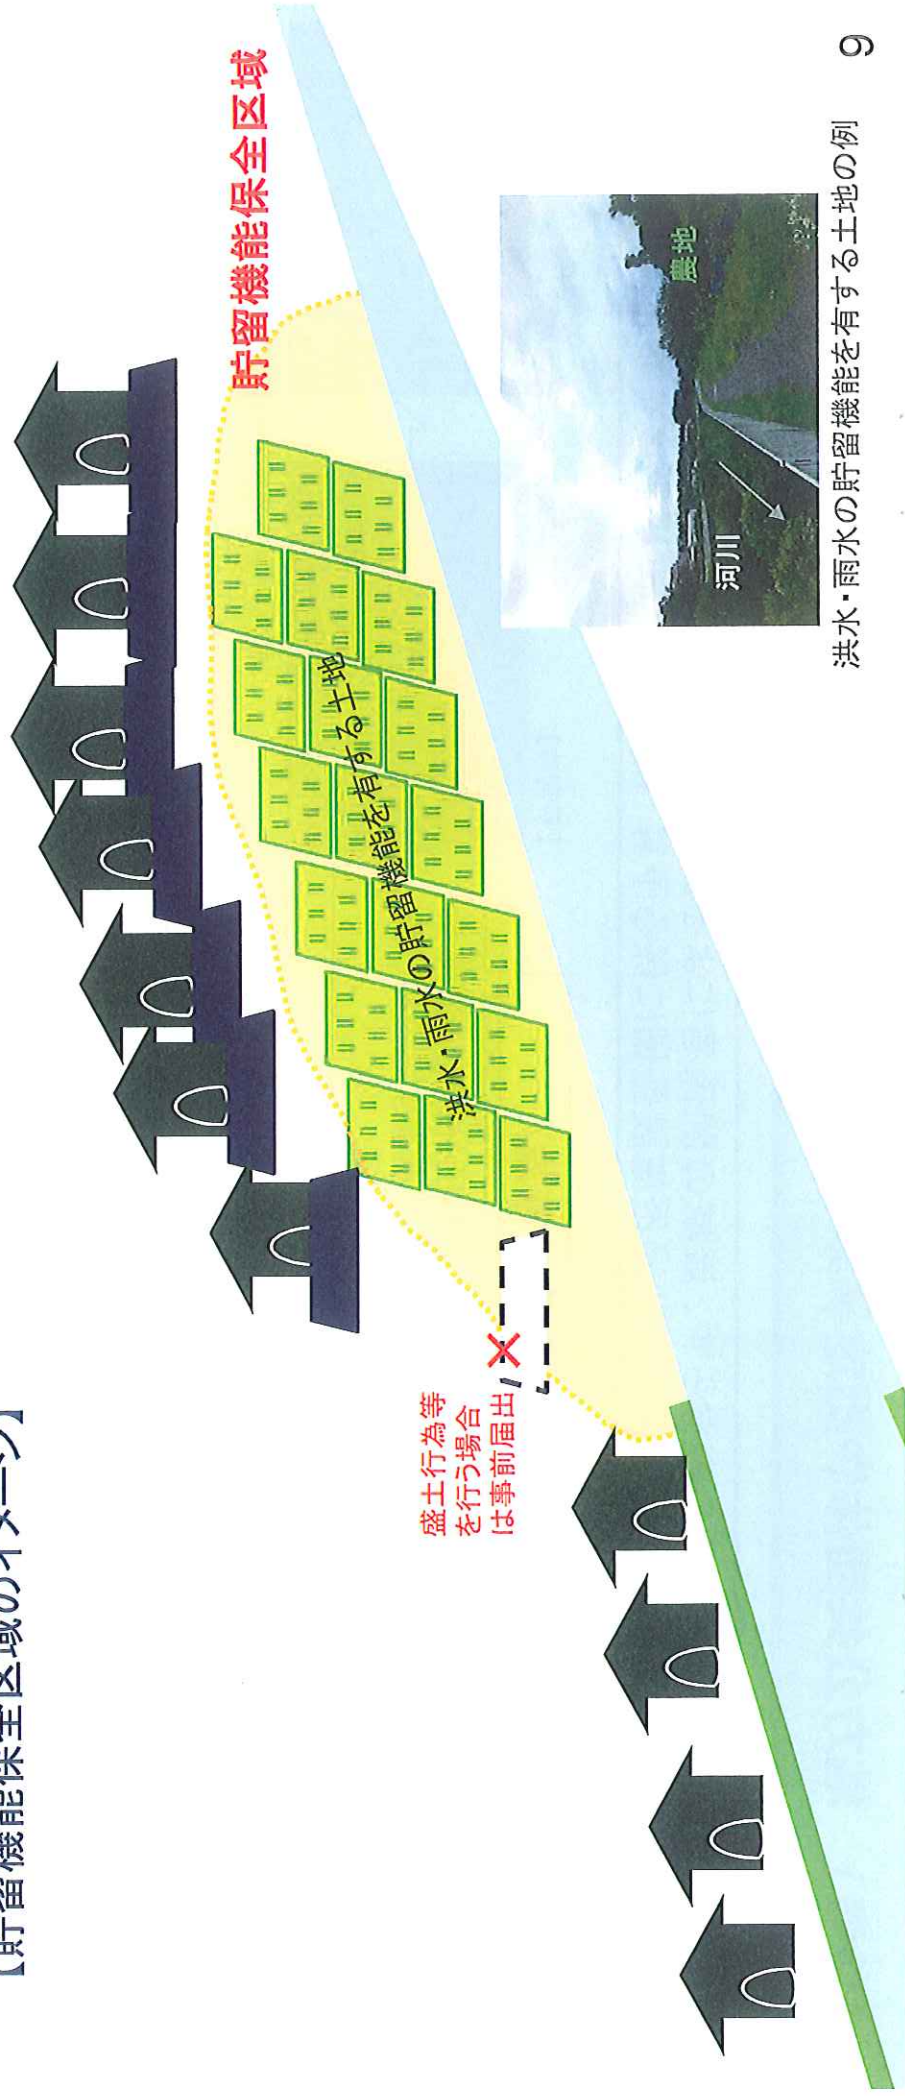 【貯留機能保全区域のイメージ】
貯留機能保全区域
洪水・雨水の貯留機能を有する土地
盛土行為等
を行う場合
は事前届出
河川
農地
洪水・雨水の貯留機能を有する土地の例
9